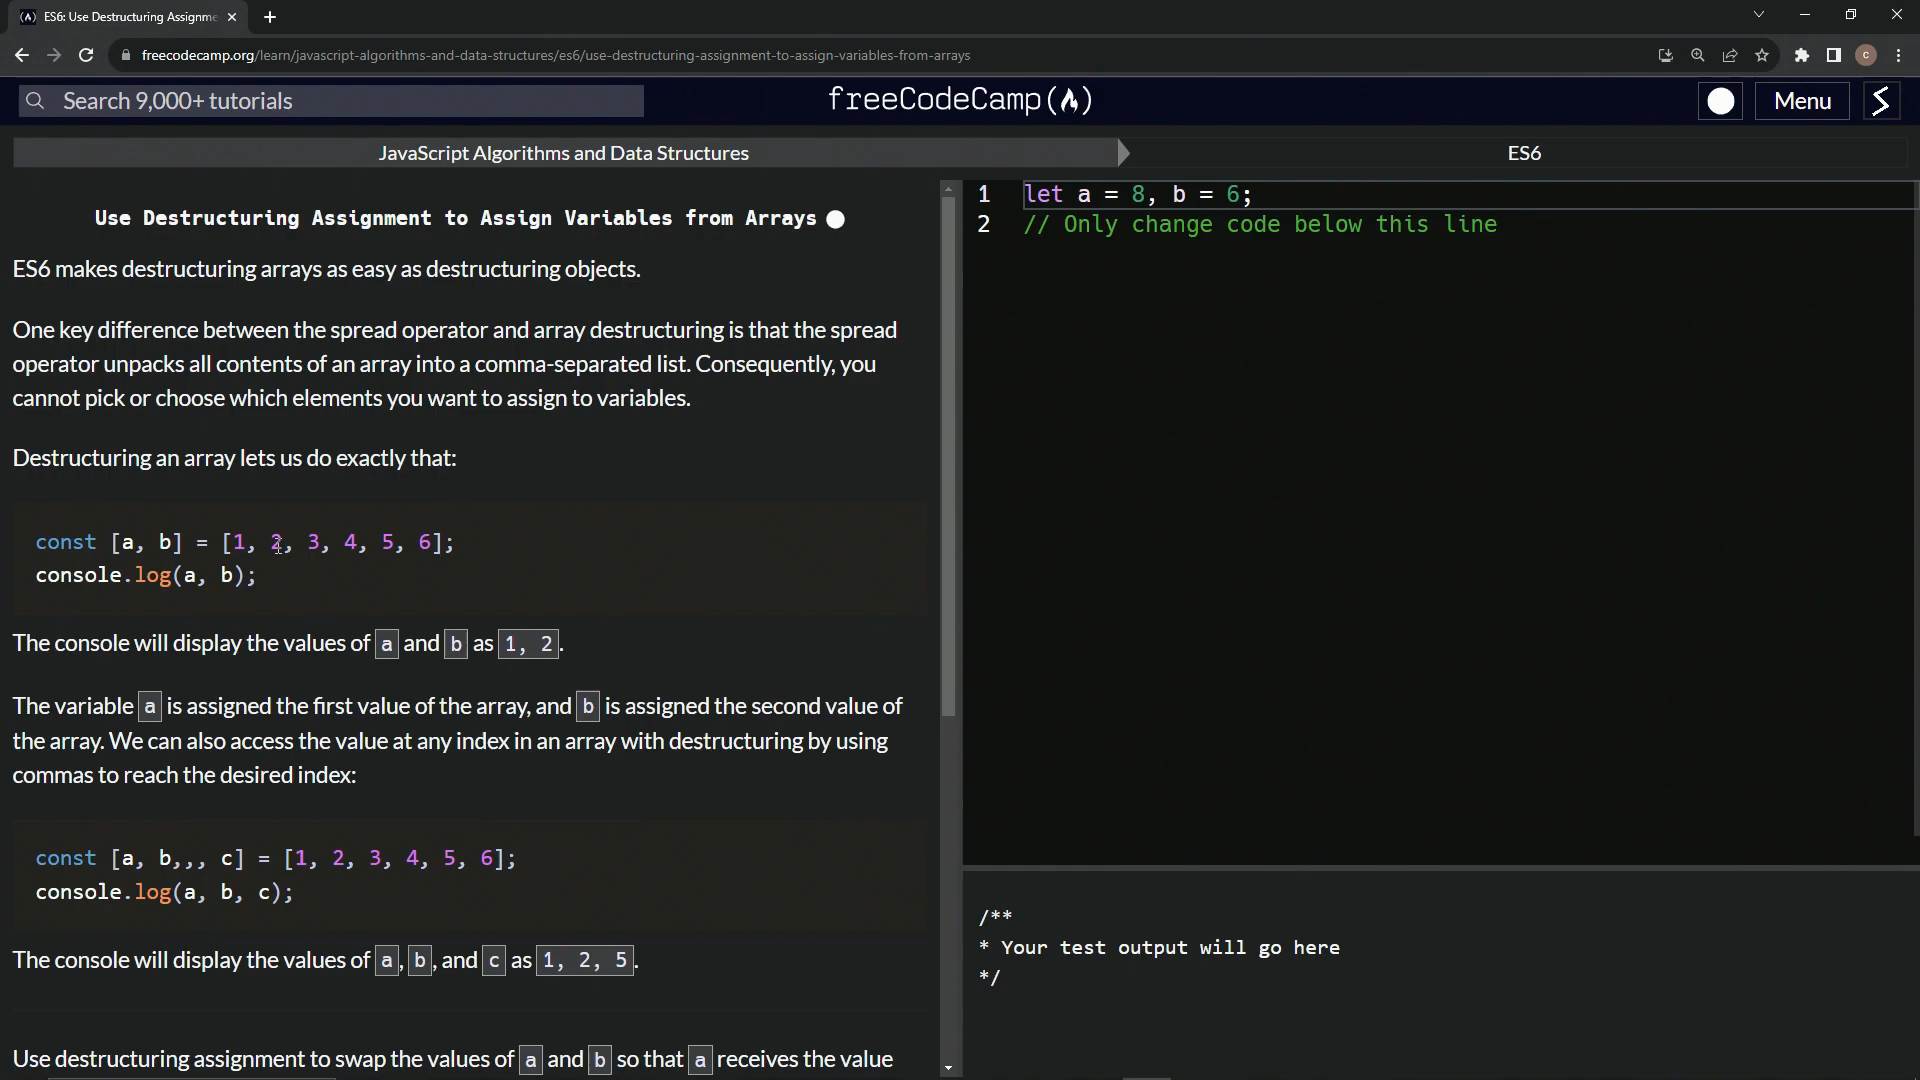 ES6: Use Destructuring Assignme
freecodecamp.org/learn/javascript-algorithms-and-data-structures/es6/use-destructuring-assignment-to-assign-variables-from-arrays
c
Search 9,000+ tutorials
freeCodeCamp
Menu
JavaScript Algorithms and Data Structures
ES6
Use Destructuring Assignment to Assign Variables from Arrays
ES6 makes destructuring arrays as easy as destructuring objects.
One key difference between the spread operator and array destructuring is that the spread
operator unpacks all contents of an array into a comma-separated list. Consequently, you
cannot pick or choose which elements you want to assign to variables.
Destructuring an array lets us do exactly that:
const [a, b] = [1, 2, 3, 4, 5, 6];
console.log(a, b);
The console will display the values of a and b as 1, 2.
The variable a is assigned the first value of the array, and b is assigned the second value of
the array. We can also access the value at any index in an array with destructuring by using
commas to reach the desired index:
const [a, b,,, c] = [1, 2, 3, 4, 5, 6];
console.log(a, b, c);
The console will display the values of a, b, and c as 1, 2, 5.
Use destructuring assignment to swap the values of a and b so that a receives the value
1 let a = 8, b = 6;
2 // Only change code below this line
/**
* Your test output will go here
*/